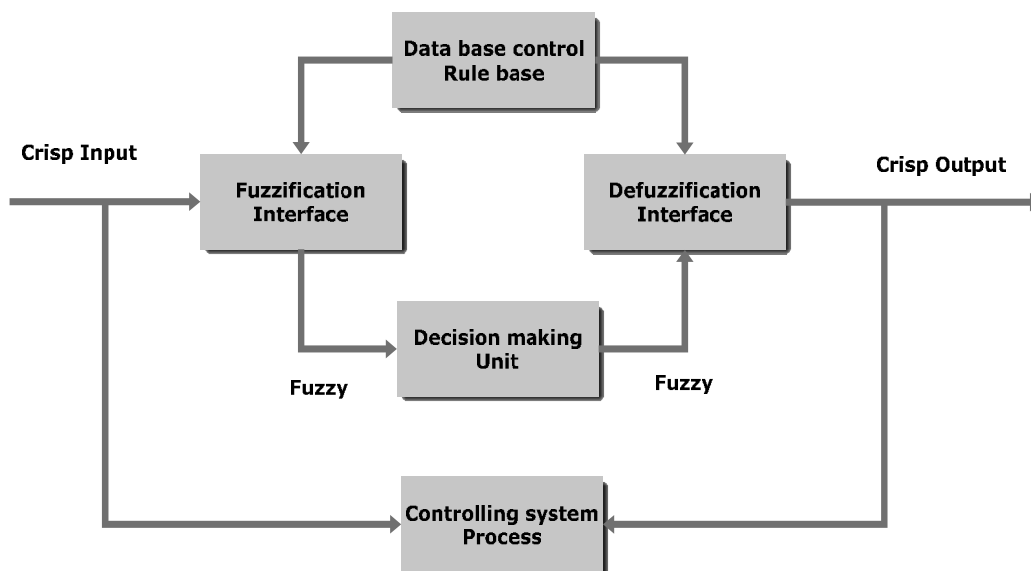 Data base control
Rule base
Crisp Input
Crisp Output
Fuzzification
Interface
Defuzzification
Interface
Decision making
Unit
Fuzzy
Fuzzy
Controlling system
Process